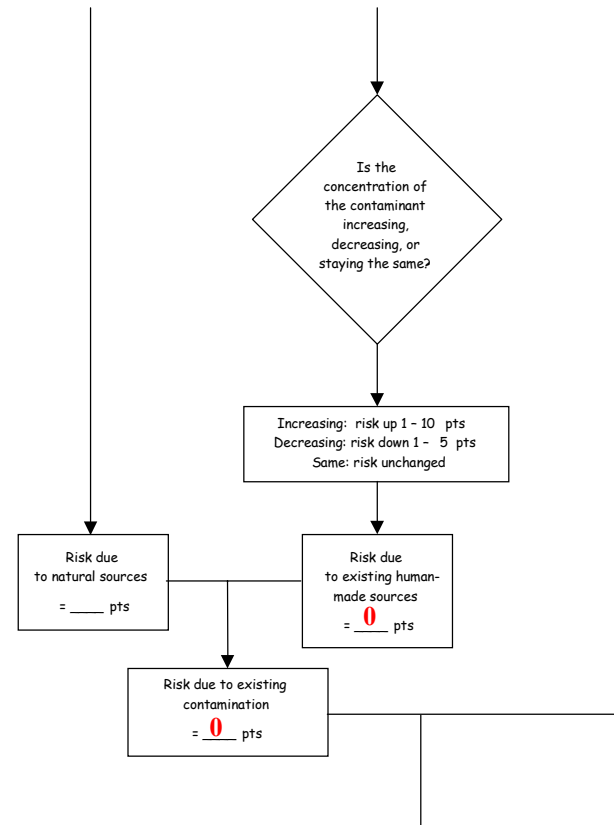 Is the
concentration of
the contaminant
increasing,
decreasing, or
staying the same?
Increasing: risk up 1 – 10 pts
Decreasing: risk down 1 – 5 pts
Same: risk unchanged
Risk due
to natural sources
= ____ pts
Risk due
to existing human-
made sources
= 0 pts
Risk due to existing
contamination
= 0 pts